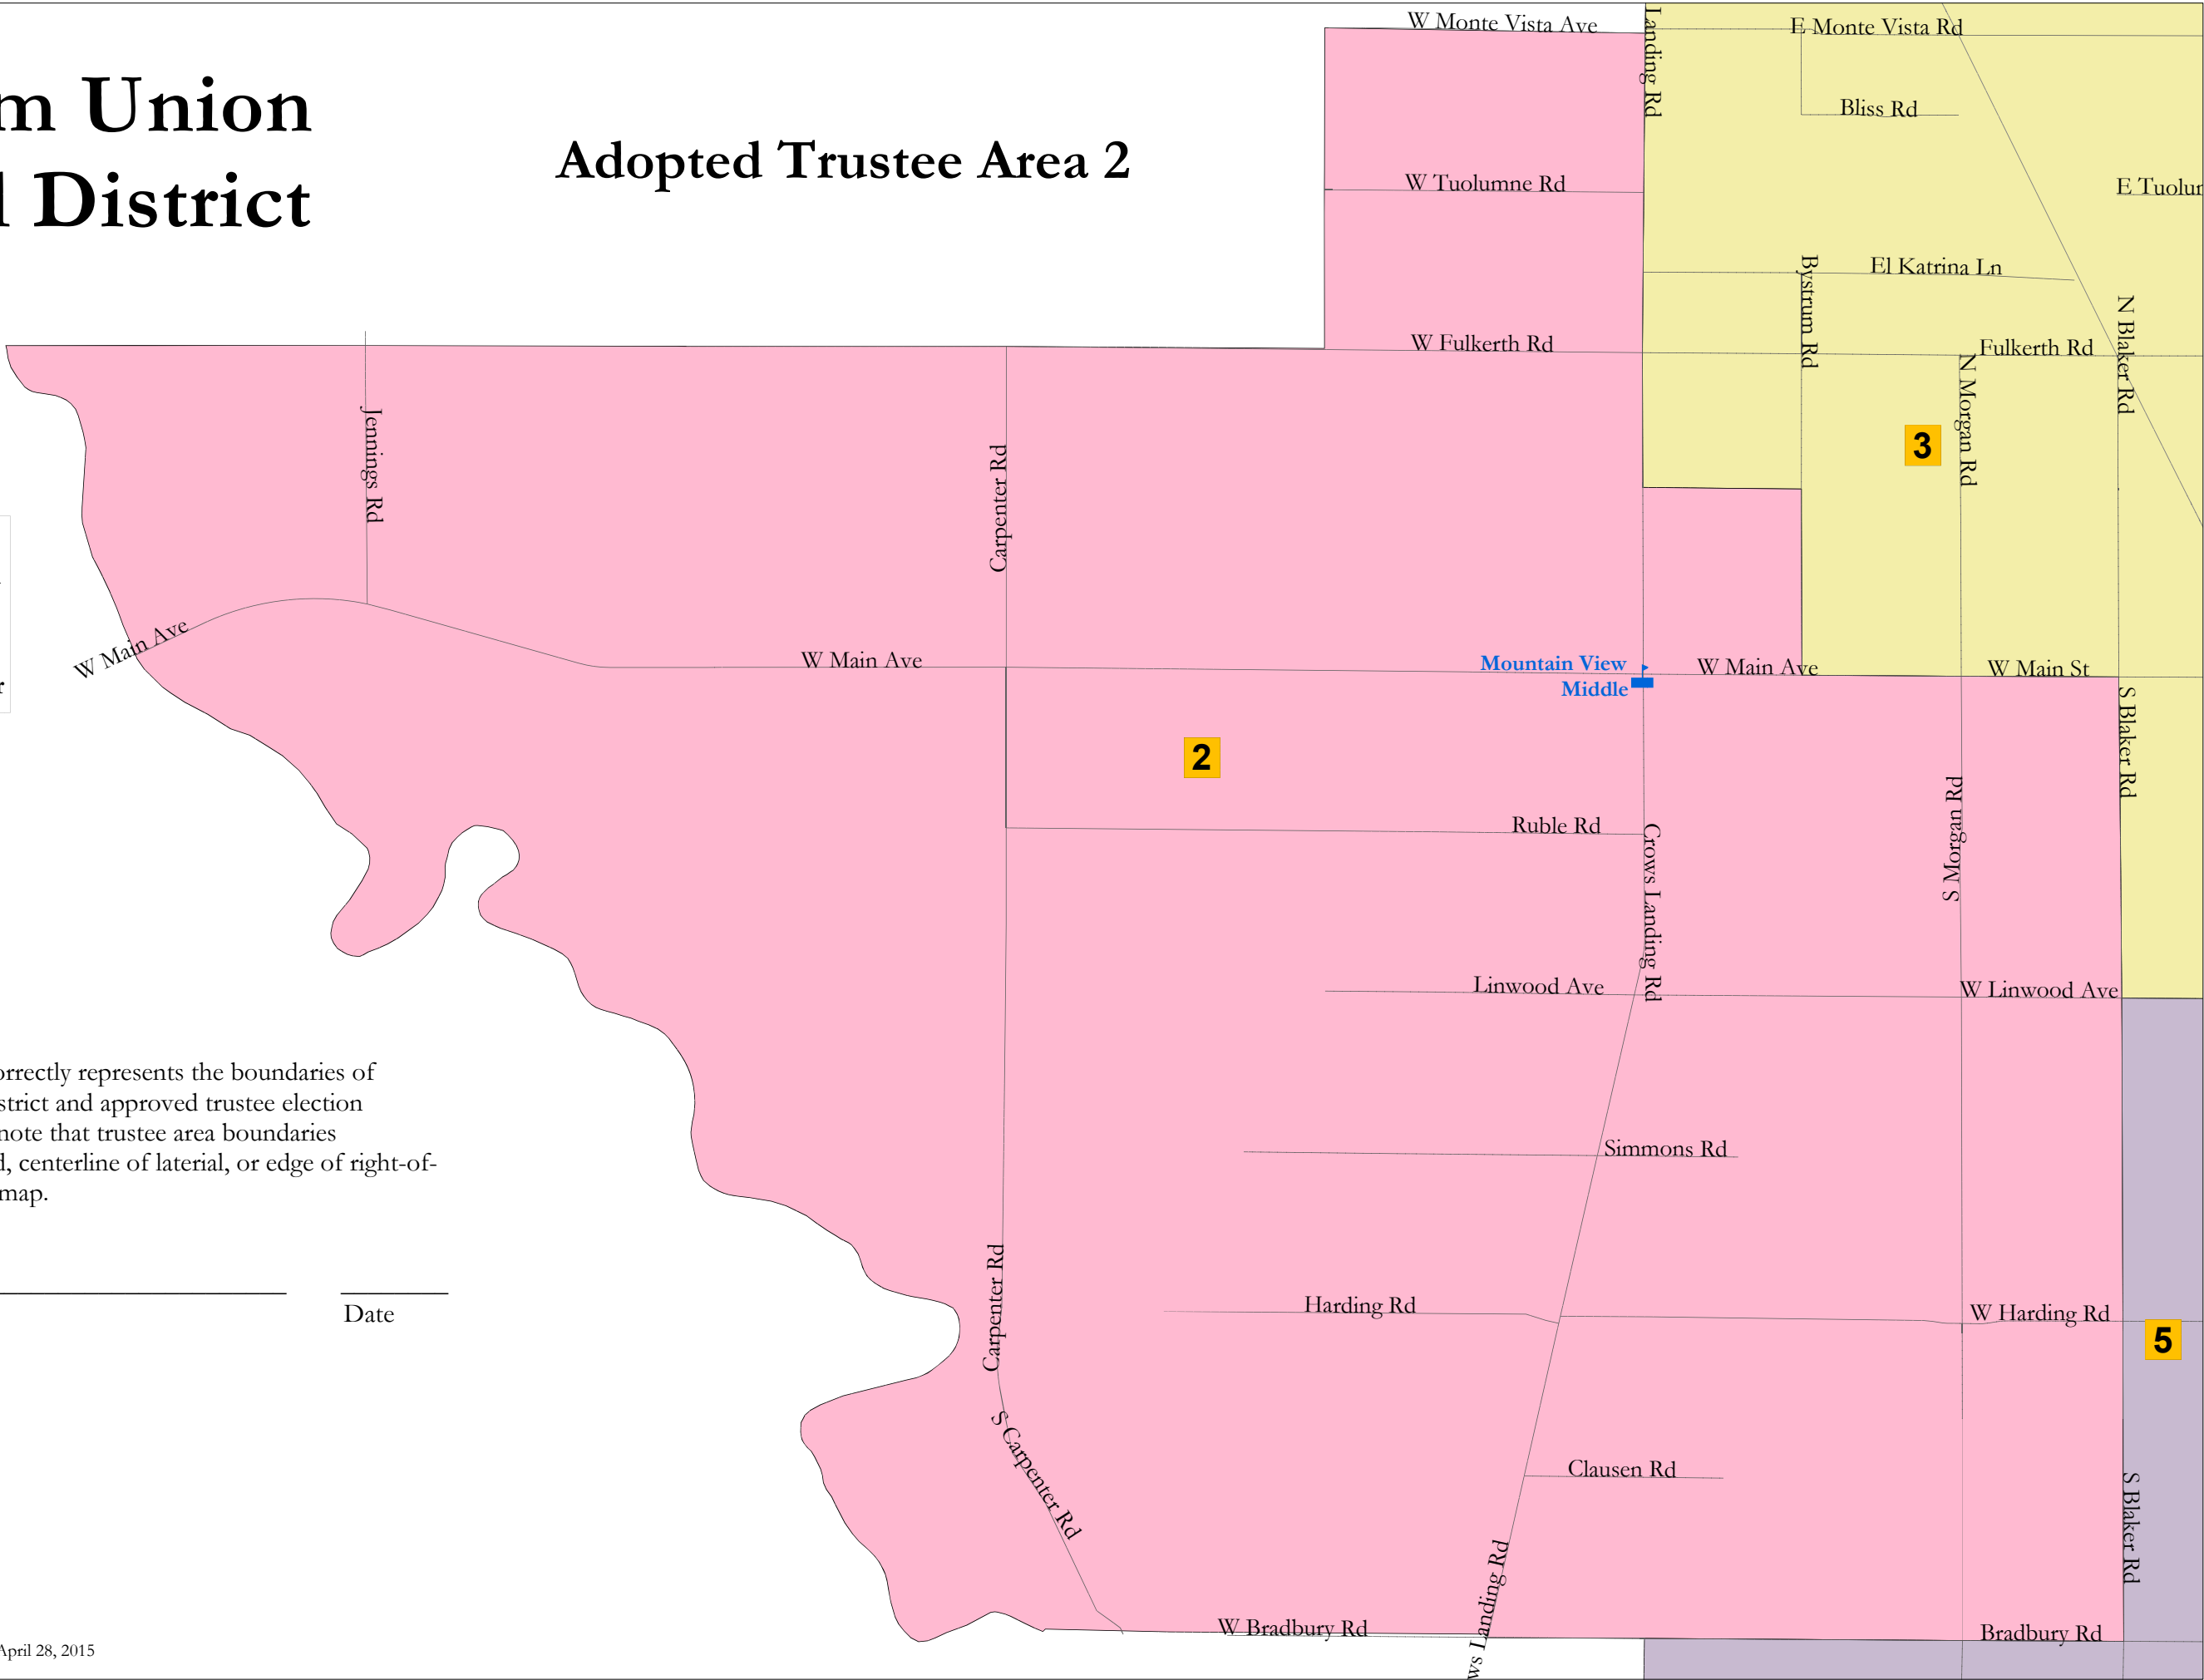 m Union
l District
Adopted Trustee Area 2
W Monte Vista Ave
Landing Rd
E Monte Vista Rd
Bliss Rd
W Tuolumne Rd
E Tuolum
El Katrina Ln
Bystrum Rd
N Blaker Rd
W Fulkerth Rd
Fulkerth Rd
N Morgan Rd
3
Jennings Rd
Carpenter Rd
W Main Ave
W Main Ave
Mountain View
Middle
W Main Ave
W Main St
S Blaker Rd
r
2
S Morgan Rd
Ruble Rd
Crows Landing Rd
Linwood Ave
W Linwood Ave
orrectly represents the boundaries of
strict and approved trustee election
note that trustee area boundaries
d, centerline of laterial, or edge of right-of-
map.
Simmons Rd
Carpenter Rd
Harding Rd
W Harding Rd
5
Date
S Carpenter Rd
Clausen Rd
S Blaker Rd
ws Landing Rd
W Bradbury Rd
Bradbury Rd
April 28, 2015